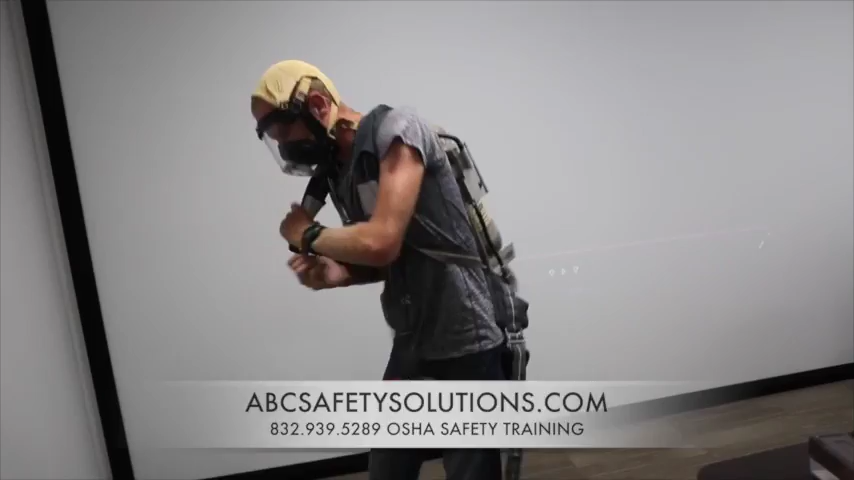 ABCSAFETYSOLUTIONS.COM
832.939.5289 OSHA SAFETY TRAINING